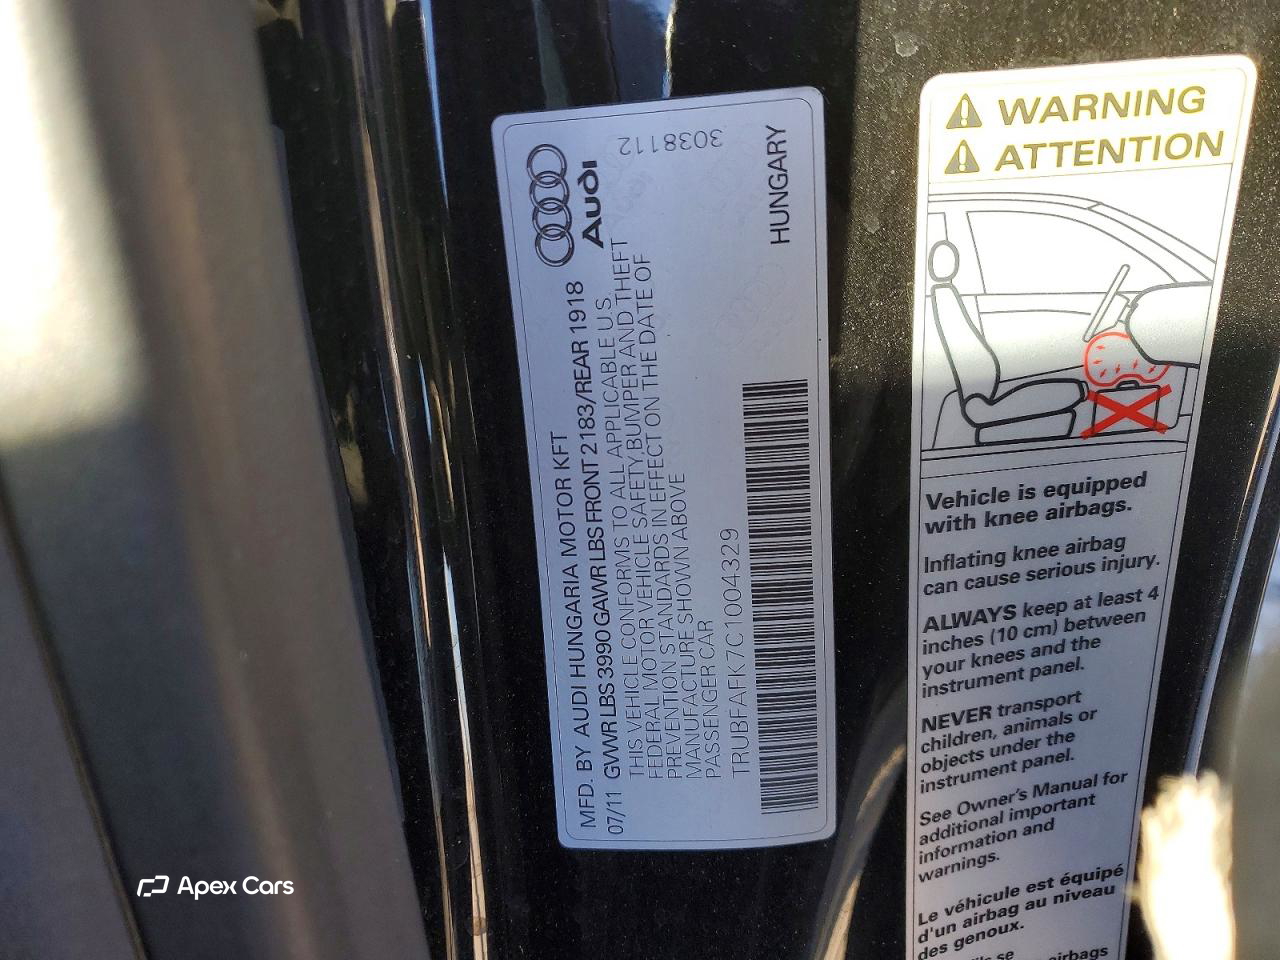 AUDI
3038112
HUNGARY
MFD. BY AUDI HUNGARIA MOTOR KFT
07/11 GVWR LBS 3990 GAWR LBS FRONT 2183/REAR 1918
THIS VEHICLE CONFORMS TO ALL APPLICABLE U.S.
FEDERAL MOTOR VEHICLE SAFETY, BUMPER AND THEFT
PREVENTION STANDARDS IN EFFECT ON THE DATE OF
MANUFACTURE SHOWN ABOVE
PASSENGER CAR
TRUBFAFK7C1004329
WARNING
ATTENTION
Vehicle is equipped
with knee airbags.
Inflating knee airbag
can cause serious injury.
ALWAYS keep at least 4
inches (10 cm) between
your knees and the
instrument panel.
NEVER transport
children, animals or
objects under the
instrument panel.
See Owner's Manual for
additional important
information and
warnings.
Le véhicule est équipé
d'un airbag au niveau
des genoux.
se airbags
Apex Cars